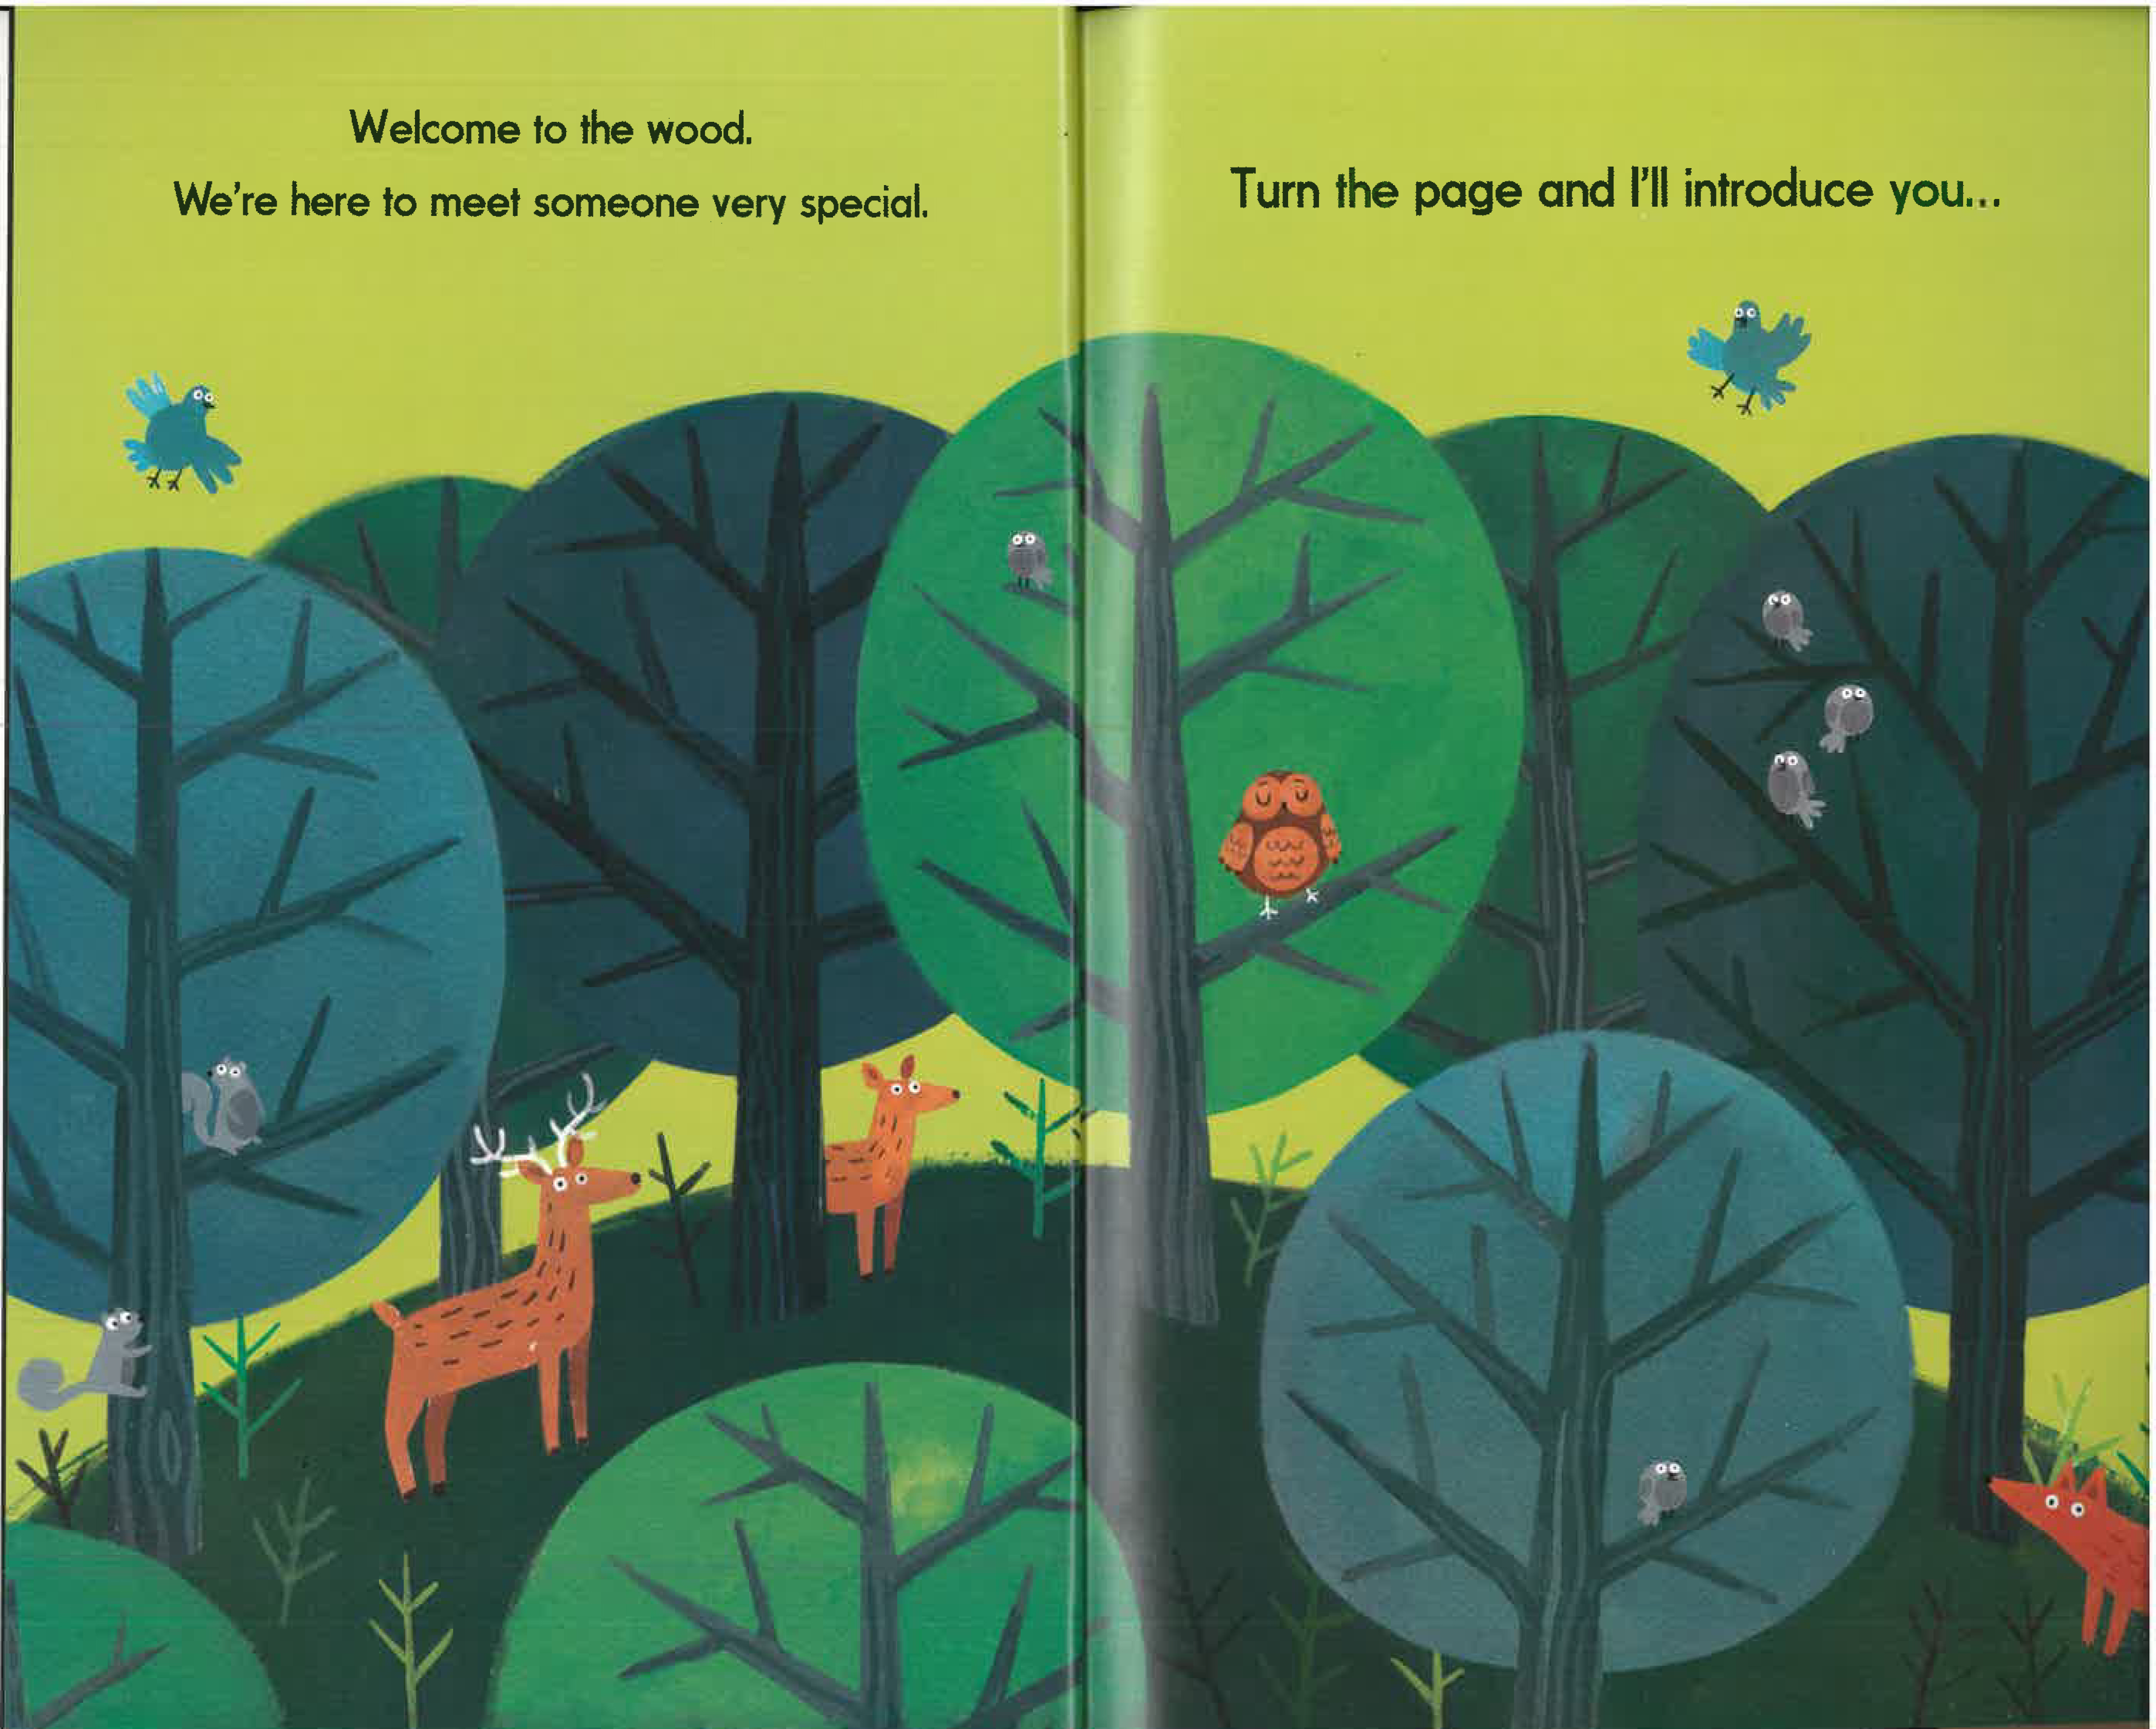 Welcome to the wood.
We're here to meet someone very special.
Turn the page and I'll introduce you...